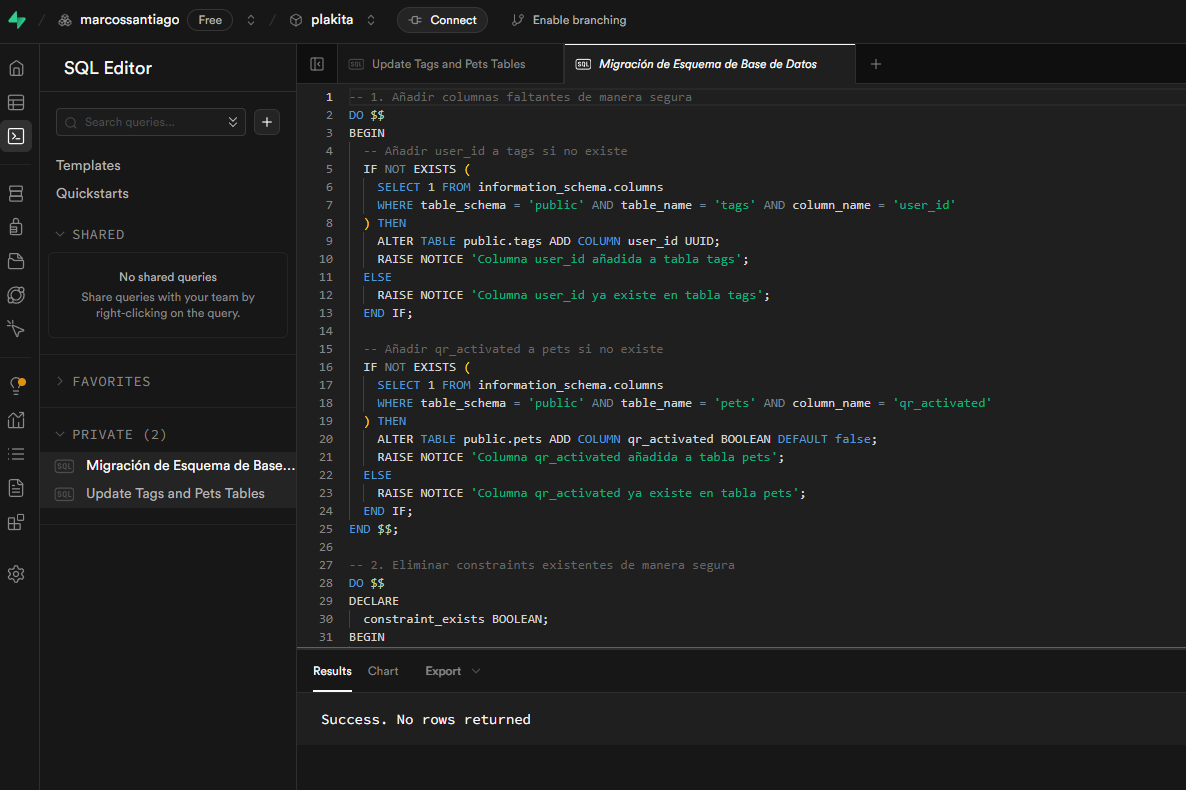 marcossantiago Free plakita Connect Enable branching
SQL Editor
Search queries...
Templates
Quickstarts
SHARED
No shared queries
Share queries with your team by
right-clicking on the query.
FAVORITES
PRIVATE (2)
SQL Migración de Esquema de Base...
SQL Update Tags and Pets Tables
SQL Update Tags and Pets Tables
SQL Migración de Esquema de Base de Datos
1 -- 1. Añadir columnas faltantes de manera segura
2 DO $$
3 BEGIN
4 -- Añadir user_id a tags si no existe
5 IF NOT EXISTS (
6 SELECT 1 FROM information_schema.columns
7 WHERE table_schema = 'public' AND table_name = 'tags' AND column_name = 'user_id'
8 ) THEN
9 ALTER TABLE public.tags ADD COLUMN user_id UUID;
10 RAISE NOTICE 'Columna user_id añadida a tabla tags';
11 ELSE
12 RAISE NOTICE 'Columna user_id ya existe en tabla tags';
13 END IF;
14
15 -- Añadir qr_activated a pets si no existe
16 IF NOT EXISTS (
17 SELECT 1 FROM information_schema.columns
18 WHERE table_schema = 'public' AND table_name = 'pets' AND column_name = 'qr_activated'
19 ) THEN
20 ALTER TABLE public.pets ADD COLUMN qr_activated BOOLEAN DEFAULT false;
21 RAISE NOTICE 'Columna qr_activated añadida a tabla pets';
22 ELSE
23 RAISE NOTICE 'Columna qr_activated ya existe en tabla pets';
24 END IF;
25 END $$;
26
27 -- 2. Eliminar constraints existentes de manera segura
28 DO $$
29 DECLARE
30 constraint_exists BOOLEAN;
31 BEGIN
Results Chart Export
Success. No rows returned